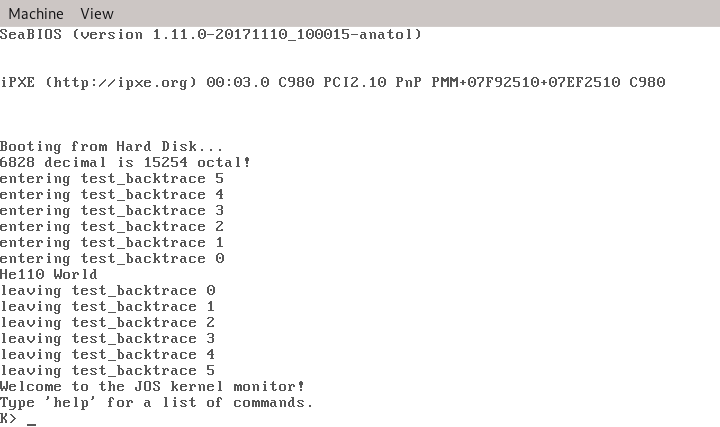 Machine View
SeaBIOS (version 1.11.0-20171110_100015-anatol)
iPXE (http://ipxe.org) 00:03.0 C980 PCI2.10 PnP PMM+07F92510+07EF2510 C980
Booting from Hard Disk...
6828 decimal is 15254 octal!
entering test_backtrace 5
entering test_backtrace 4
entering test_backtrace 3
entering test_backtrace 2
entering test_backtrace 1
entering test_backtrace 0
He110 World
leaving test_backtrace 0
leaving test_backtrace 1
leaving test_backtrace 2
leaving test_backtrace 3
leaving test_backtrace 4
leaving test_backtrace 5
Welcome to the JOS kernel monitor!
Type 'help' for a list of commands.
K> _